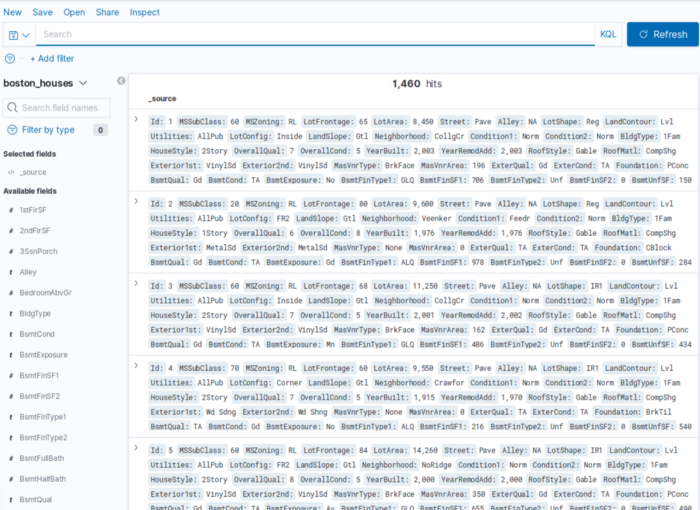 New Save Open Share Inspect
Search KQL Refresh
+ Add filter
boston_houses
1,460 hits
Search field names
Filter by type 0
Selected fields
_source
Available fields
1stFlrSF
2ndFlrSF
3SsnPorch
Alley
BedroomAbvGr
BldgType
BsmtCond
BsmtExposure
BsmtFinSF1
BsmtFinSF2
BsmtFinType1
BsmtFinType2
BsmtFullBath
BsmtHalfBath
BsmtQual
_source
Id: 1 MSSubClass: 60 MSZoning: RL LotFrontage: 65 LotArea: 8,450 Street: Pave Alley: NA LotShape: Reg LandContour: Lvl
Utilities: AllPub LotConfig: Inside LandSlope: Gtl Neighborhood: CollgCr Condition1: Norm Condition2: Norm BldgType: 1Fam
HouseStyle: 2Story OverallQual: 7 OverallCond: 5 YearBuilt: 2,003 YearRemodAdd: 2,003 RoofStyle: Gable RoofMatl: CompShg
Exterior1st: VinylSd Exterior2nd: VinylSd MasVnrType: BrkFace MasVnrArea: 196 ExterQual: Gd ExterCond: TA Foundation: PConc
BsmtQual: Gd BsmtCond: TA BsmtExposure: No BsmtFinType1: GLQ BsmtFinSF1: 706 BsmtFinType2: Unf BsmtFinSF2: 0 BsmtUnfSF: 150
Id: 2 MSSubClass: 20 MSZoning: RL LotFrontage: 80 LotArea: 9,600 Street: Pave Alley: NA LotShape: Reg LandContour: Lvl
Utilities: AllPub LotConfig: FR2 LandSlope: Gtl Neighborhood: Veenker Condition1: Feedr Condition2: Norm BldgType: 1Fam
HouseStyle: 1Story OverallQual: 6 OverallCond: 8 YearBuilt: 1,976 YearRemodAdd: 1,976 RoofStyle: Gable RoofMatl: CompShg
Exterior1st: MetalSd Exterior2nd: MetalSd MasVnrType: None MasVnrArea: 0 ExterQual: TA ExterCond: TA Foundation: CBlock
BsmtQual: Gd BsmtCond: TA BsmtExposure: Gd BsmtFinType1: ALQ BsmtFinSF1: 978 BsmtFinType2: Unf BsmtFinSF2: 0 BsmtUnfSF: 284
Id: 3 MSSubClass: 60 MSZoning: RL LotFrontage: 68 LotArea: 11,250 Street: Pave Alley: NA LotShape: IR1 LandContour: Lvl
Utilities: AllPub LotConfig: Inside LandSlope: Gtl Neighborhood: CollgCr Condition1: Norm Condition2: Norm BldgType: 1Fam
HouseStyle: 2Story OverallQual: 7 OverallCond: 5 YearBuilt: 2,001 YearRemodAdd: 2,002 RoofStyle: Gable RoofMatl: CompShg
Exterior1st: VinylSd Exterior2nd: VinylSd MasVnrType: BrkFace MasVnrArea: 162 ExterQual: Gd ExterCond: TA Foundation: PConc
BsmtQual: Gd BsmtCond: TA BsmtExposure: Mn BsmtFinType1: GLQ BsmtFinSF1: 486 BsmtFinType2: Unf BsmtFinSF2: 0 BsmtUnfSF: 434
Id: 4 MSSubClass: 70 MSZoning: RL LotFrontage: 60 LotArea: 9,550 Street: Pave Alley: NA LotShape: IR1 LandContour: Lvl
Utilities: AllPub LotConfig: Corner LandSlope: Gtl Neighborhood: Crawfor Condition1: Norm Condition2: Norm BldgType: 1Fam
HouseStyle: 2Story OverallQual: 7 OverallCond: 5 YearBuilt: 1,915 YearRemodAdd: 1,970 RoofStyle: Gable RoofMatl: CompShg
Exterior1st: Wd Sdng Exterior2nd: Wd Shng MasVnrType: None MasVnrArea: 0 ExterQual: TA ExterCond: TA Foundation: BrkTil
BsmtQual: TA BsmtCond: Gd BsmtExposure: No BsmtFinType1: ALQ BsmtFinSF1: 216 BsmtFinType2: Unf BsmtFinSF2: 0 BsmtUnfSF: 540
Id: 5 MSSubClass: 60 MSZoning: RL LotFrontage: 84 LotArea: 14,260 Street: Pave Alley: NA LotShape: IR1 LandContour: Lvl
Utilities: AllPub LotConfig: FR2 LandSlope: Gtl Neighborhood: NoRidge Condition1: Norm Condition2: Norm BldgType: 1Fam
HouseStyle: 2Story OverallQual: 8 OverallCond: 5 YearBuilt: 2,000 YearRemodAdd: 2,000 RoofStyle: Gable RoofMatl: CompShg
Exterior1st: VinylSd Exterior2nd: VinylSd MasVnrType: BrkFace MasVnrArea: 350 ExterQual: Gd ExterCond: TA Foundation: PConc
BsmtQual: Gd BsmtCond: TA BsmtExposure: Av BsmtFinType1: GLQ BsmtFinSF1: 655 BsmtFinType2: Unf BsmtFinSF2: 0 BsmtUnfSF: 490